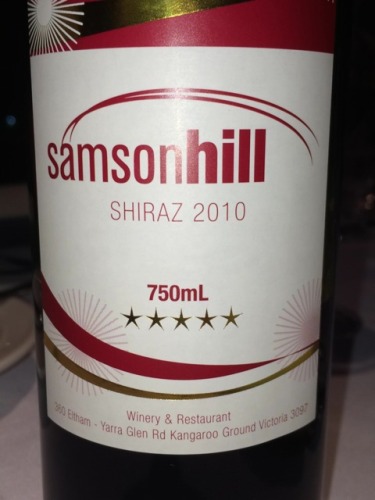 samsonhill
SHIRAZ 2010
750mL
Winery & Restaurant
360 Eltham - Yarra Glen Rd Kangaroo Ground Victoria 3097